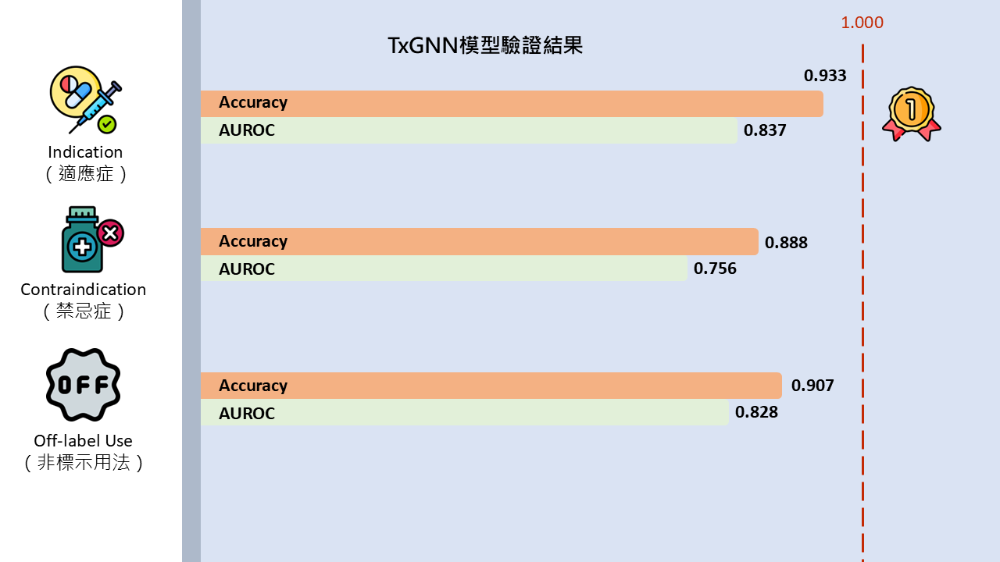 1.000
TxGNN模型驗證結果
Indication
（適應症）
Accuracy 0.933
AUROC 0.837
1
Contraindication
（禁忌症）
Accuracy 0.888
AUROC 0.756
OFF
Off-label Use
（非標示用法）
Accuracy 0.907
AUROC 0.828